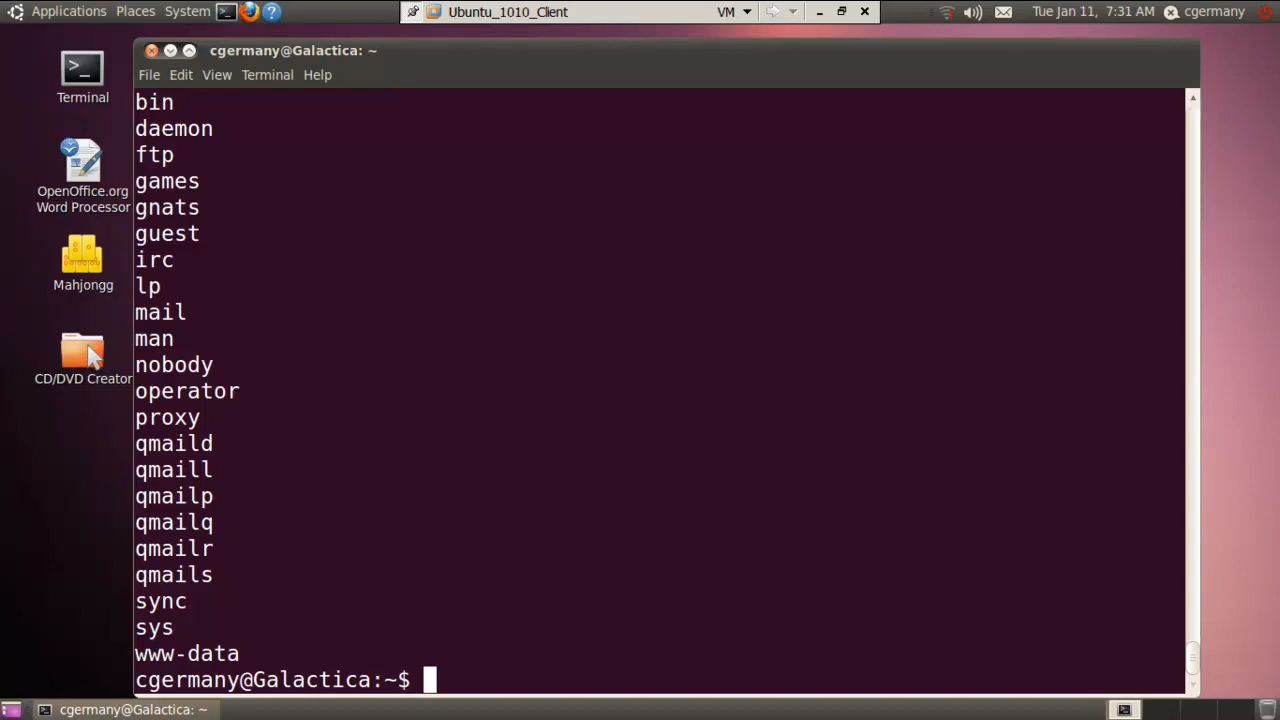 Applications Places System
Ubuntu_1010_Client
VM
Tue Jan 11, 7:31 AM
cgermany
cgermany@Galactica: ~
File Edit View Terminal Help
Terminal
OpenOffice.org
Word Processor
Mahjongg
CD/DVD Creator
bin
daemon
ftp
games
gnats
guest
irc
lp
mail
man
nobody
operator
proxy
qmaild
qmaill
qmailp
qmailq
qmailr
qmails
sync
sys
www-data
cgermany@Galactica:~$
cgermany@Galactica: ~